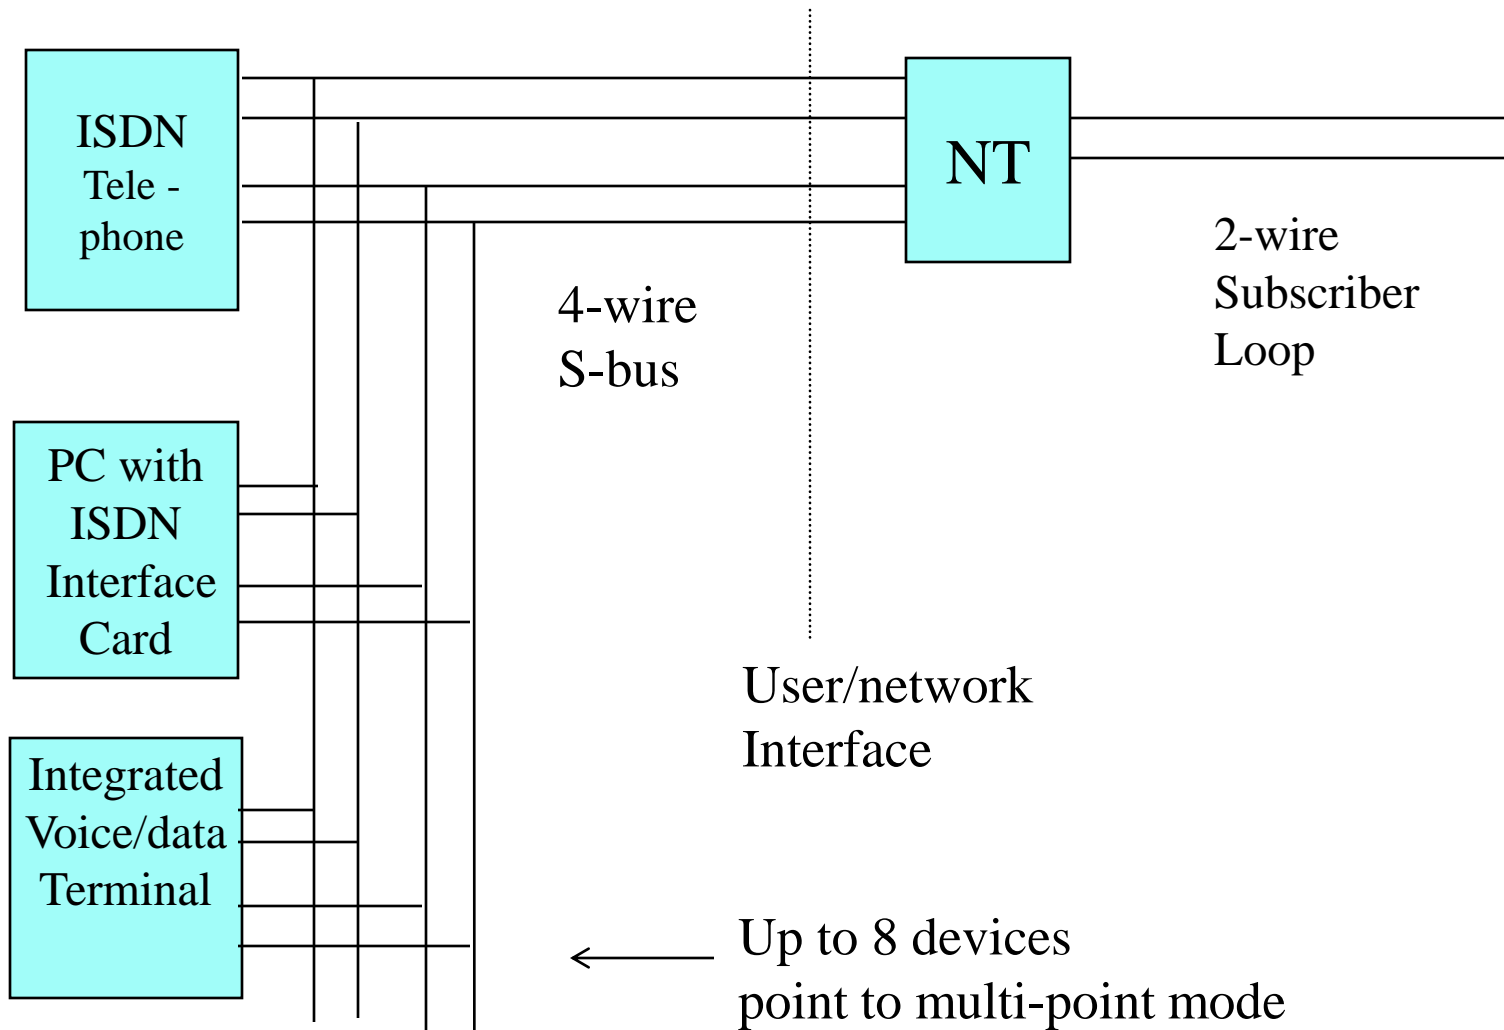 ISDN
Tele -
phone
NT
2-wire
Subscriber
Loop
4-wire
S-bus
PC with
ISDN
Interface
Card
User/network
Interface
Integrated
Voice/data
Terminal
Up to 8 devices
point to multi-point mode